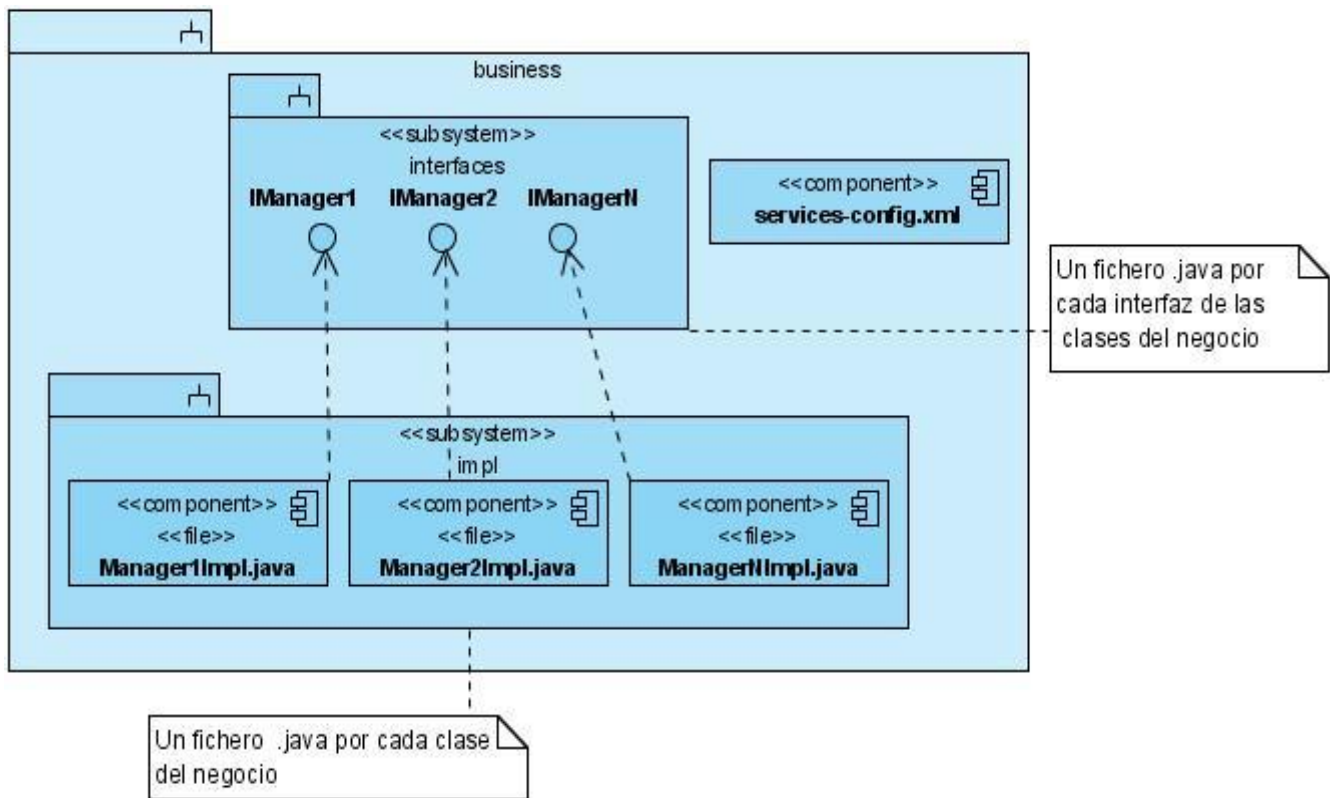 business
<<subsystem>>
interfaces
IManager1 IManager2 IManagerN
<<component>>
services-config.xml
Un fichero .java por
cada interfaz de las
clases del negocio
<<subsystem>>
impl
<<component>>
<<file>>
Manager1Impl.java
<<component>>
<<file>>
Manager2Impl.java
<<component>>
<<file>>
ManagerNImpl.java
Un fichero .java por cada clase
del negocio